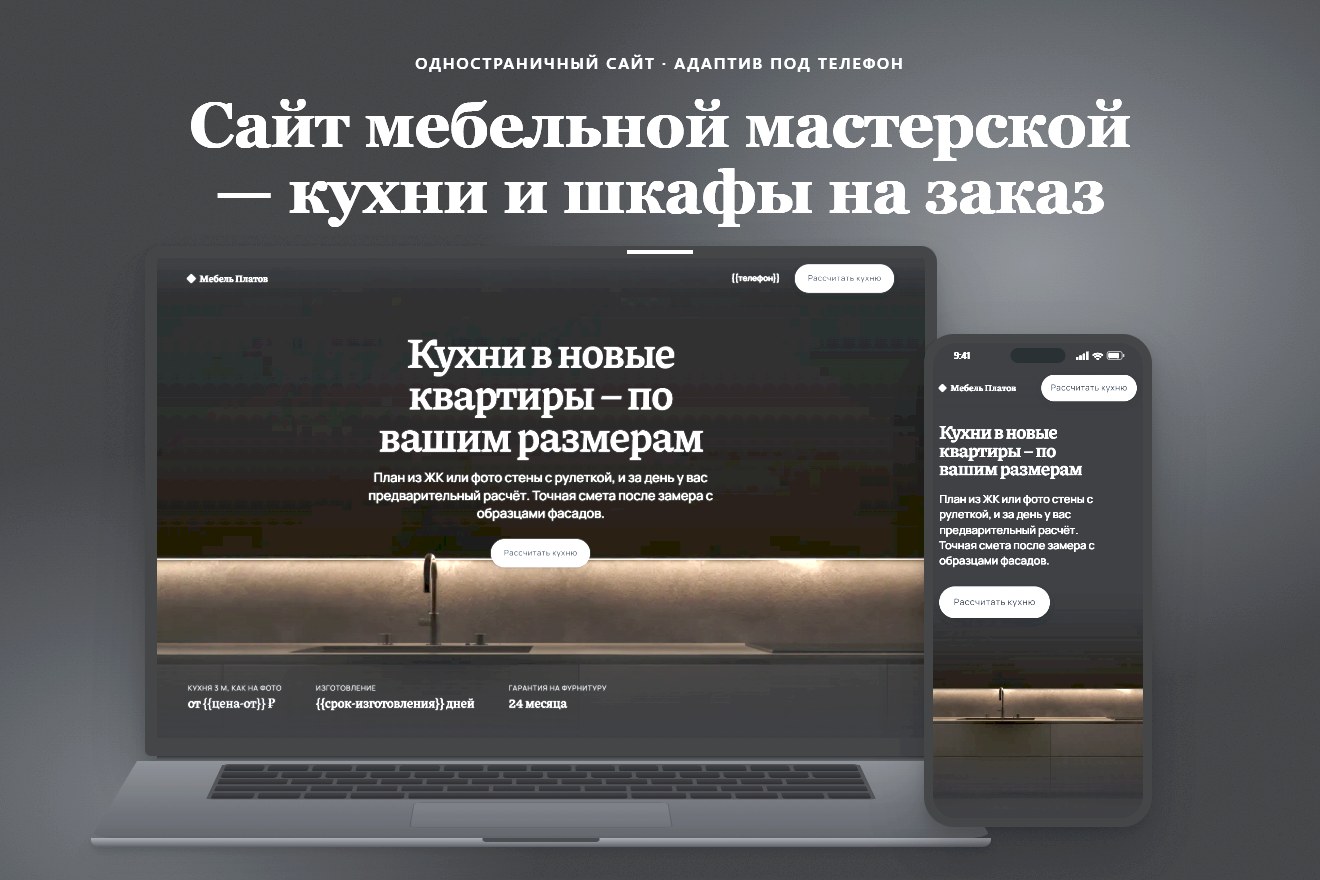 ОДНОСТРАНИЧНЫЙ САЙТ · АДАПТИВ ПОД ТЕЛЕФОН
Сайт мебельной мастерской
— кухни и шкафы на заказ
Мебель Платов
{{телефон}}
Рассчитать кухню
Кухни в новые
квартиры – по
вашим размерам
План из ЖК или фото стены с рулеткой, и за день у вас
предварительный расчёт. Точная смета после замера с
образцами фасадов.
Рассчитать кухню
КУХНЯ 3 М, КАК НА ФОТО
от {{цена-от}} ₽
ИЗГОТОВЛЕНИЕ
{{срок-изготовления}} дней
ГАРАНТИЯ НА ФУРНИТУРУ
24 месяца
9:41
Мебель Платов
Рассчитать кухню
Кухни в новые
квартиры – по
вашим размерам
План из ЖК или фото стены с
рулеткой, и за день у вас
предварительный расчёт.
Точная смета после замера с
образцами фасадов.
Рассчитать кухню